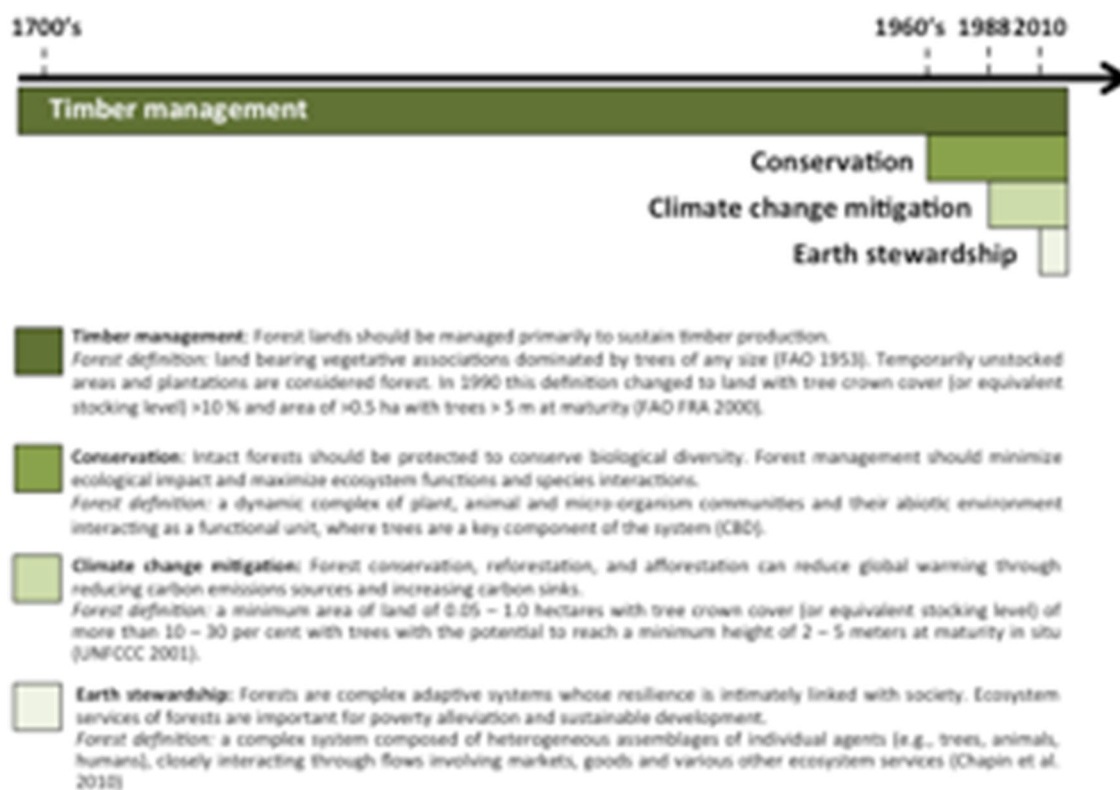 1700's 1960's 1988 2010
Timber management
Conservation
Climate change mitigation
Earth stewardship
Timber management: Forest lands should be managed primarily to sustain timber production.
Forest definition: land bearing vegetative associations dominated by trees of any size (FAO 1953). Temporarily unstocked
areas and plantations are considered forest. In 1990 this definition changed to land with tree crown cover (or equivalent
stocking level) >10 % and area of >0.5 ha with trees > 5 m at maturity (FAO FRA 2000).
Conservation: Intact forests should be protected to conserve biological diversity. Forest management should minimize
ecological impact and maximize ecosystem functions and species interactions.
Forest definition: a dynamic complex of plant, animal and micro-organism communities and their abiotic environment
interacting as a functional unit, where trees are a key component of the system (CBD).
Climate change mitigation: Forest conservation, reforestation, and afforestation can reduce global warming through
reducing carbon emissions sources and increasing carbon sinks.
Forest definition: a minimum area of land of 0.05 – 1.0 hectares with tree crown cover (or equivalent stocking level) of
more than 10 – 30 per cent with trees with the potential to reach a minimum height of 2 – 5 meters at maturity in situ
(UNFCCC 2001).
Earth stewardship: Forests are complex adaptive systems whose resilience is intimately linked with society. Ecosystem
services of forests are important for poverty alleviation and sustainable development.
Forest definition: a complex system composed of heterogeneous assemblages of individual agents (e.g., trees, animals,
humans), closely interacting through flows involving markets, goods and various other ecosystem services (Chapin et al.
2010)